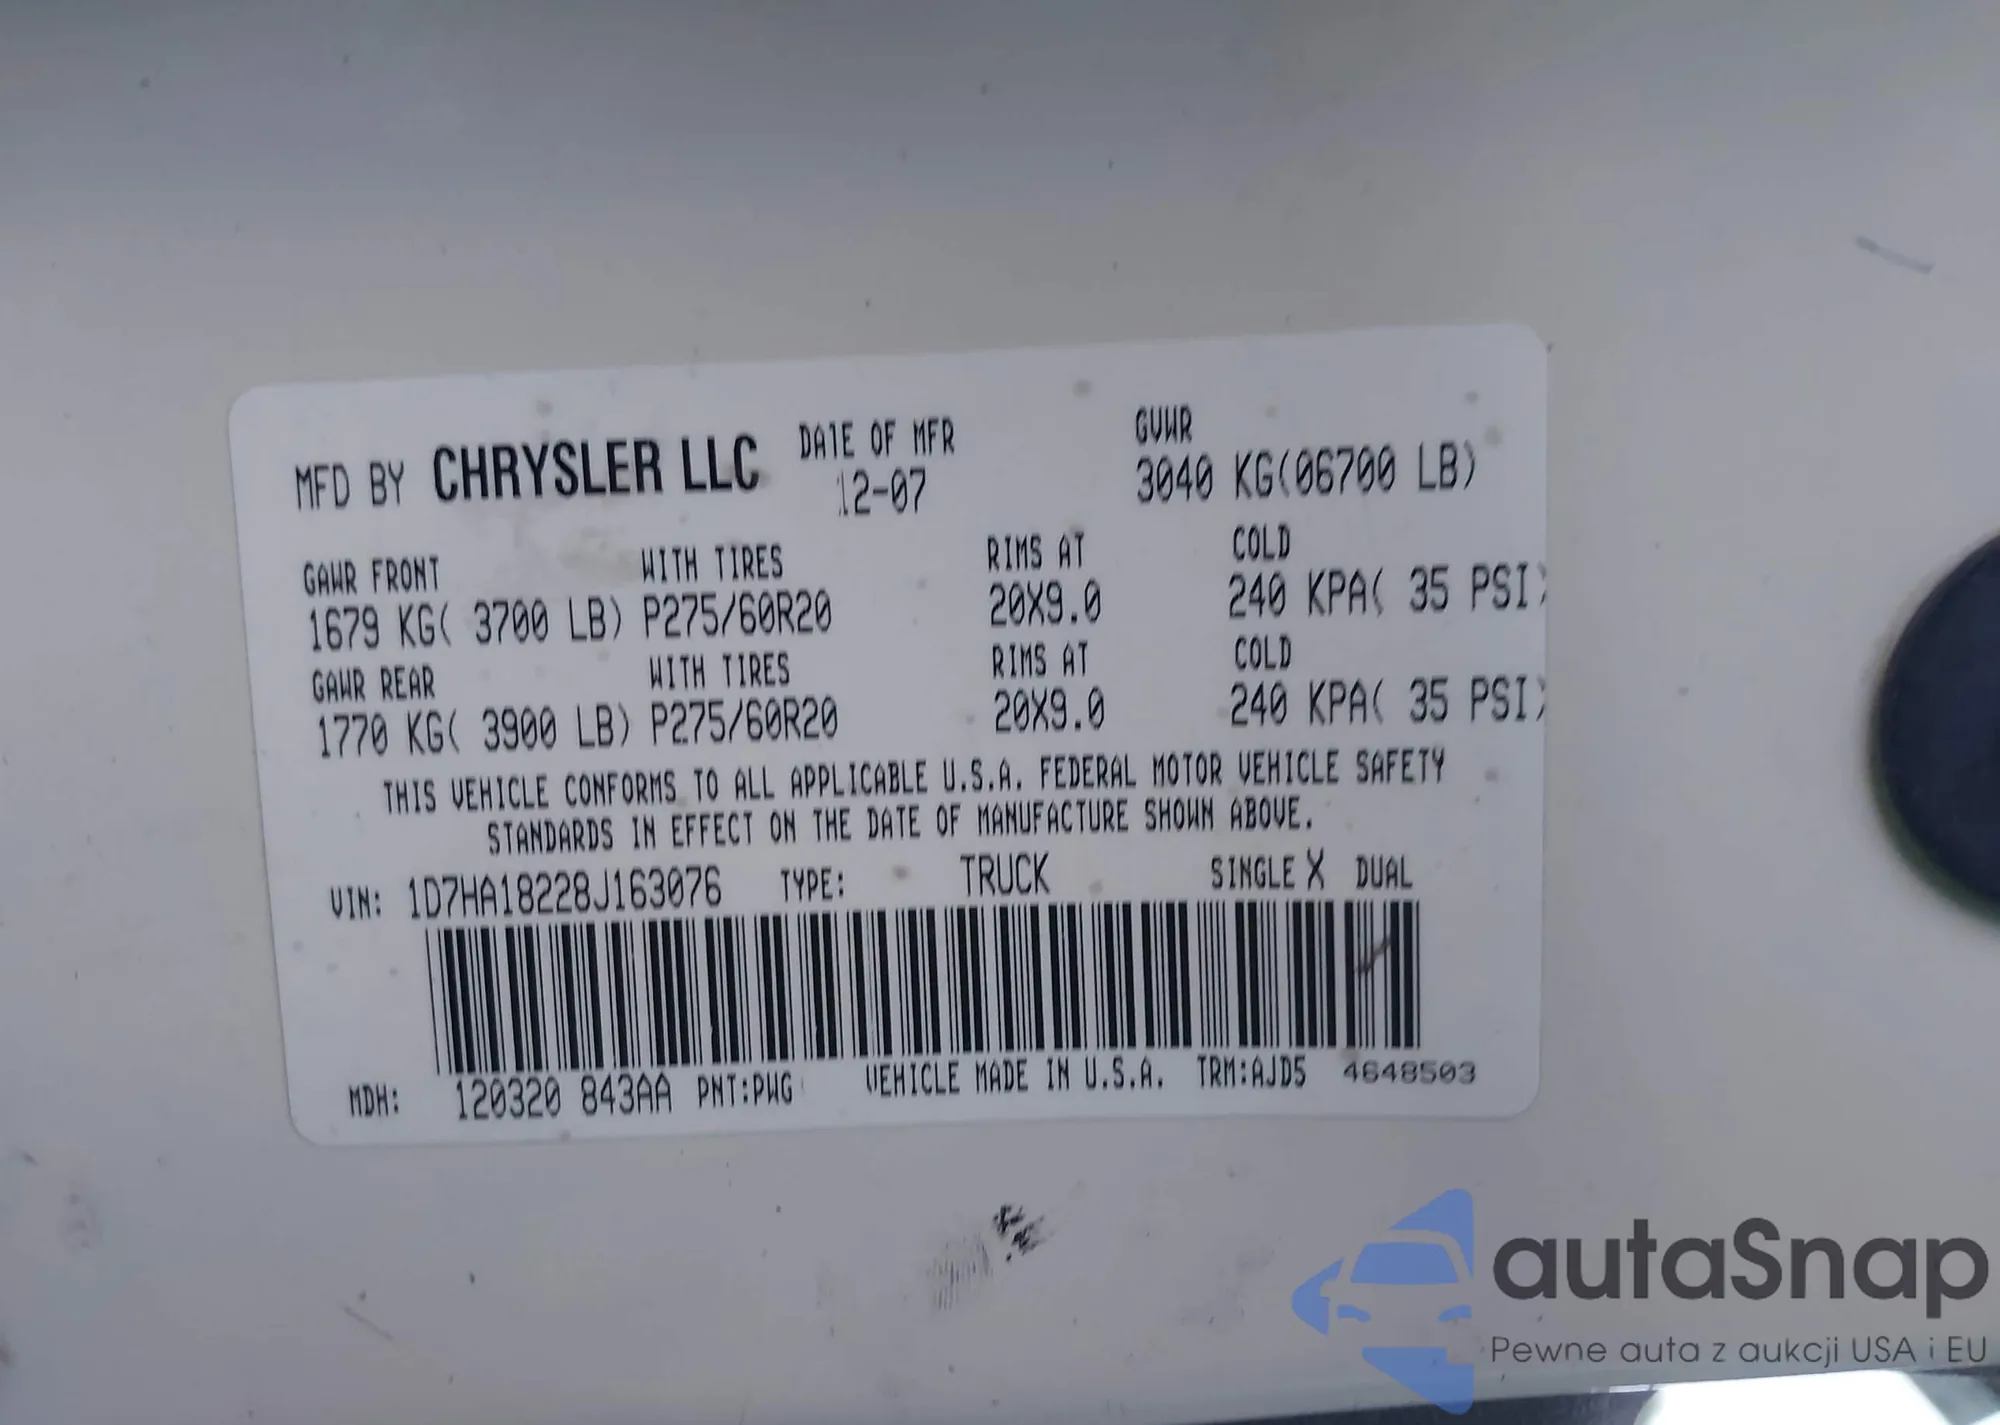 MFD BY CHRYSLER LLC DATE OF MFR GVWR
12-07 3040 KG(06700 LB)
GAWR FRONT WITH TIRES RIMS AT COLD
1679 KG( 3700 LB) P275/60R20 20X9.0 240 KPA( 35 PSI)
GAWR REAR WITH TIRES RIMS AT COLD
1770 KG( 3900 LB) P275/60R20 20X9.0 240 KPA( 35 PSI)
THIS VEHICLE CONFORMS TO ALL APPLICABLE U.S.A. FEDERAL MOTOR VEHICLE SAFETY
STANDARDS IN EFFECT ON THE DATE OF MANUFACTURE SHOWN ABOVE.
VIN: 1D7HA18228J163076 TYPE: TRUCK SINGLE X DUAL
MDH: 120320 843AA PNT:PWG VEHICLE MADE IN U.S.A. TRM:AJD5 4648503
autaSnap
Pewne auta z aukcji USA i EU